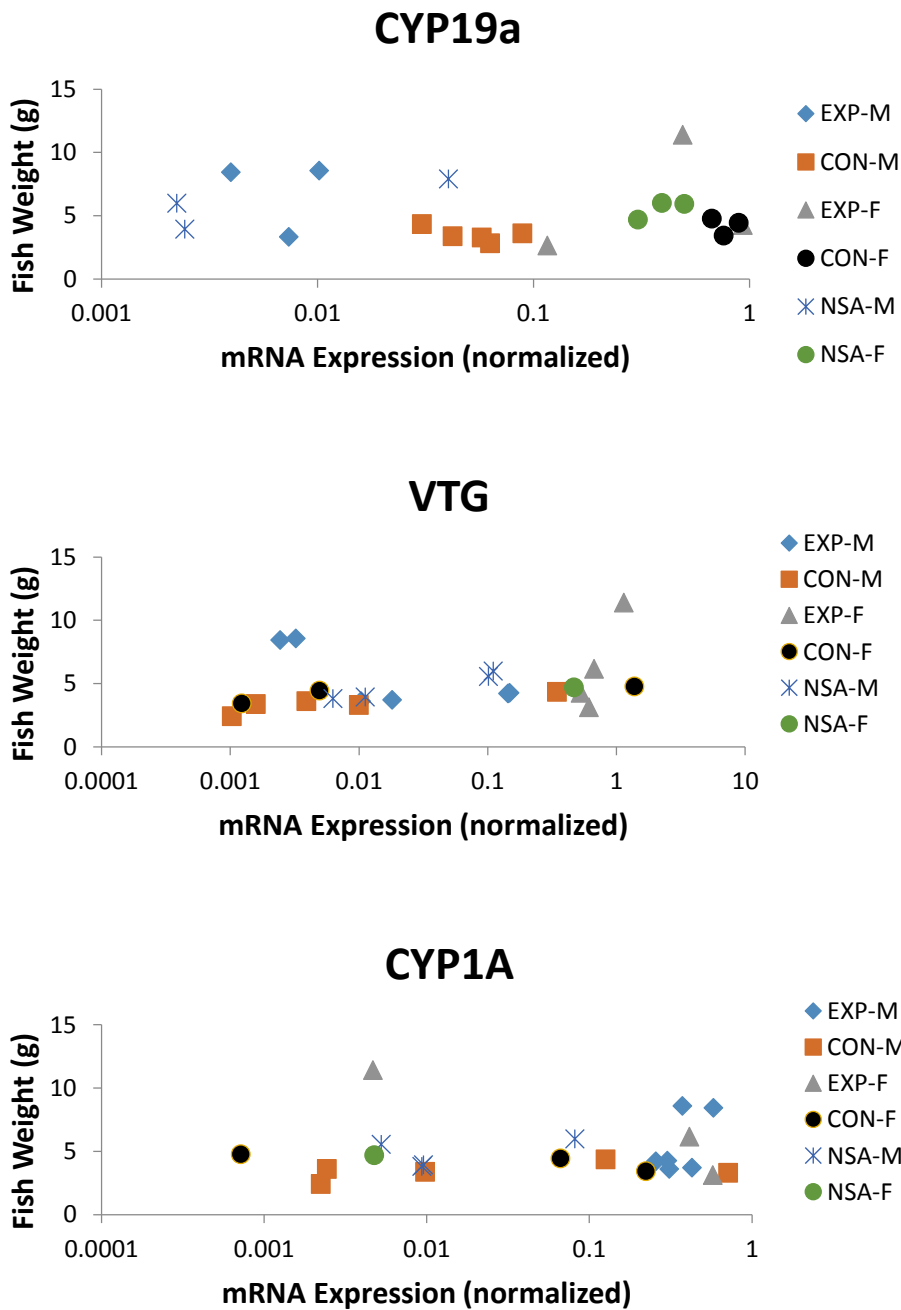 CYP19a
15
10
5
0
Fish Weight (g)
0.001 0.01 0.1 1
mRNA Expression (normalized)
EXP-M
CON-M
EXP-F
CON-F
NSA-M
NSA-F
VTG
15
10
5
0
Fish Weight (g)
0.0001 0.001 0.01 0.1 1 10
mRNA Expression (normalized)
EXP-M
CON-M
EXP-F
CON-F
NSA-M
NSA-F
CYP1A
15
10
5
0
Fish Weight (g)
0.0001 0.001 0.01 0.1 1
mRNA Expression (normalized)
EXP-M
CON-M
EXP-F
CON-F
NSA-M
NSA-F